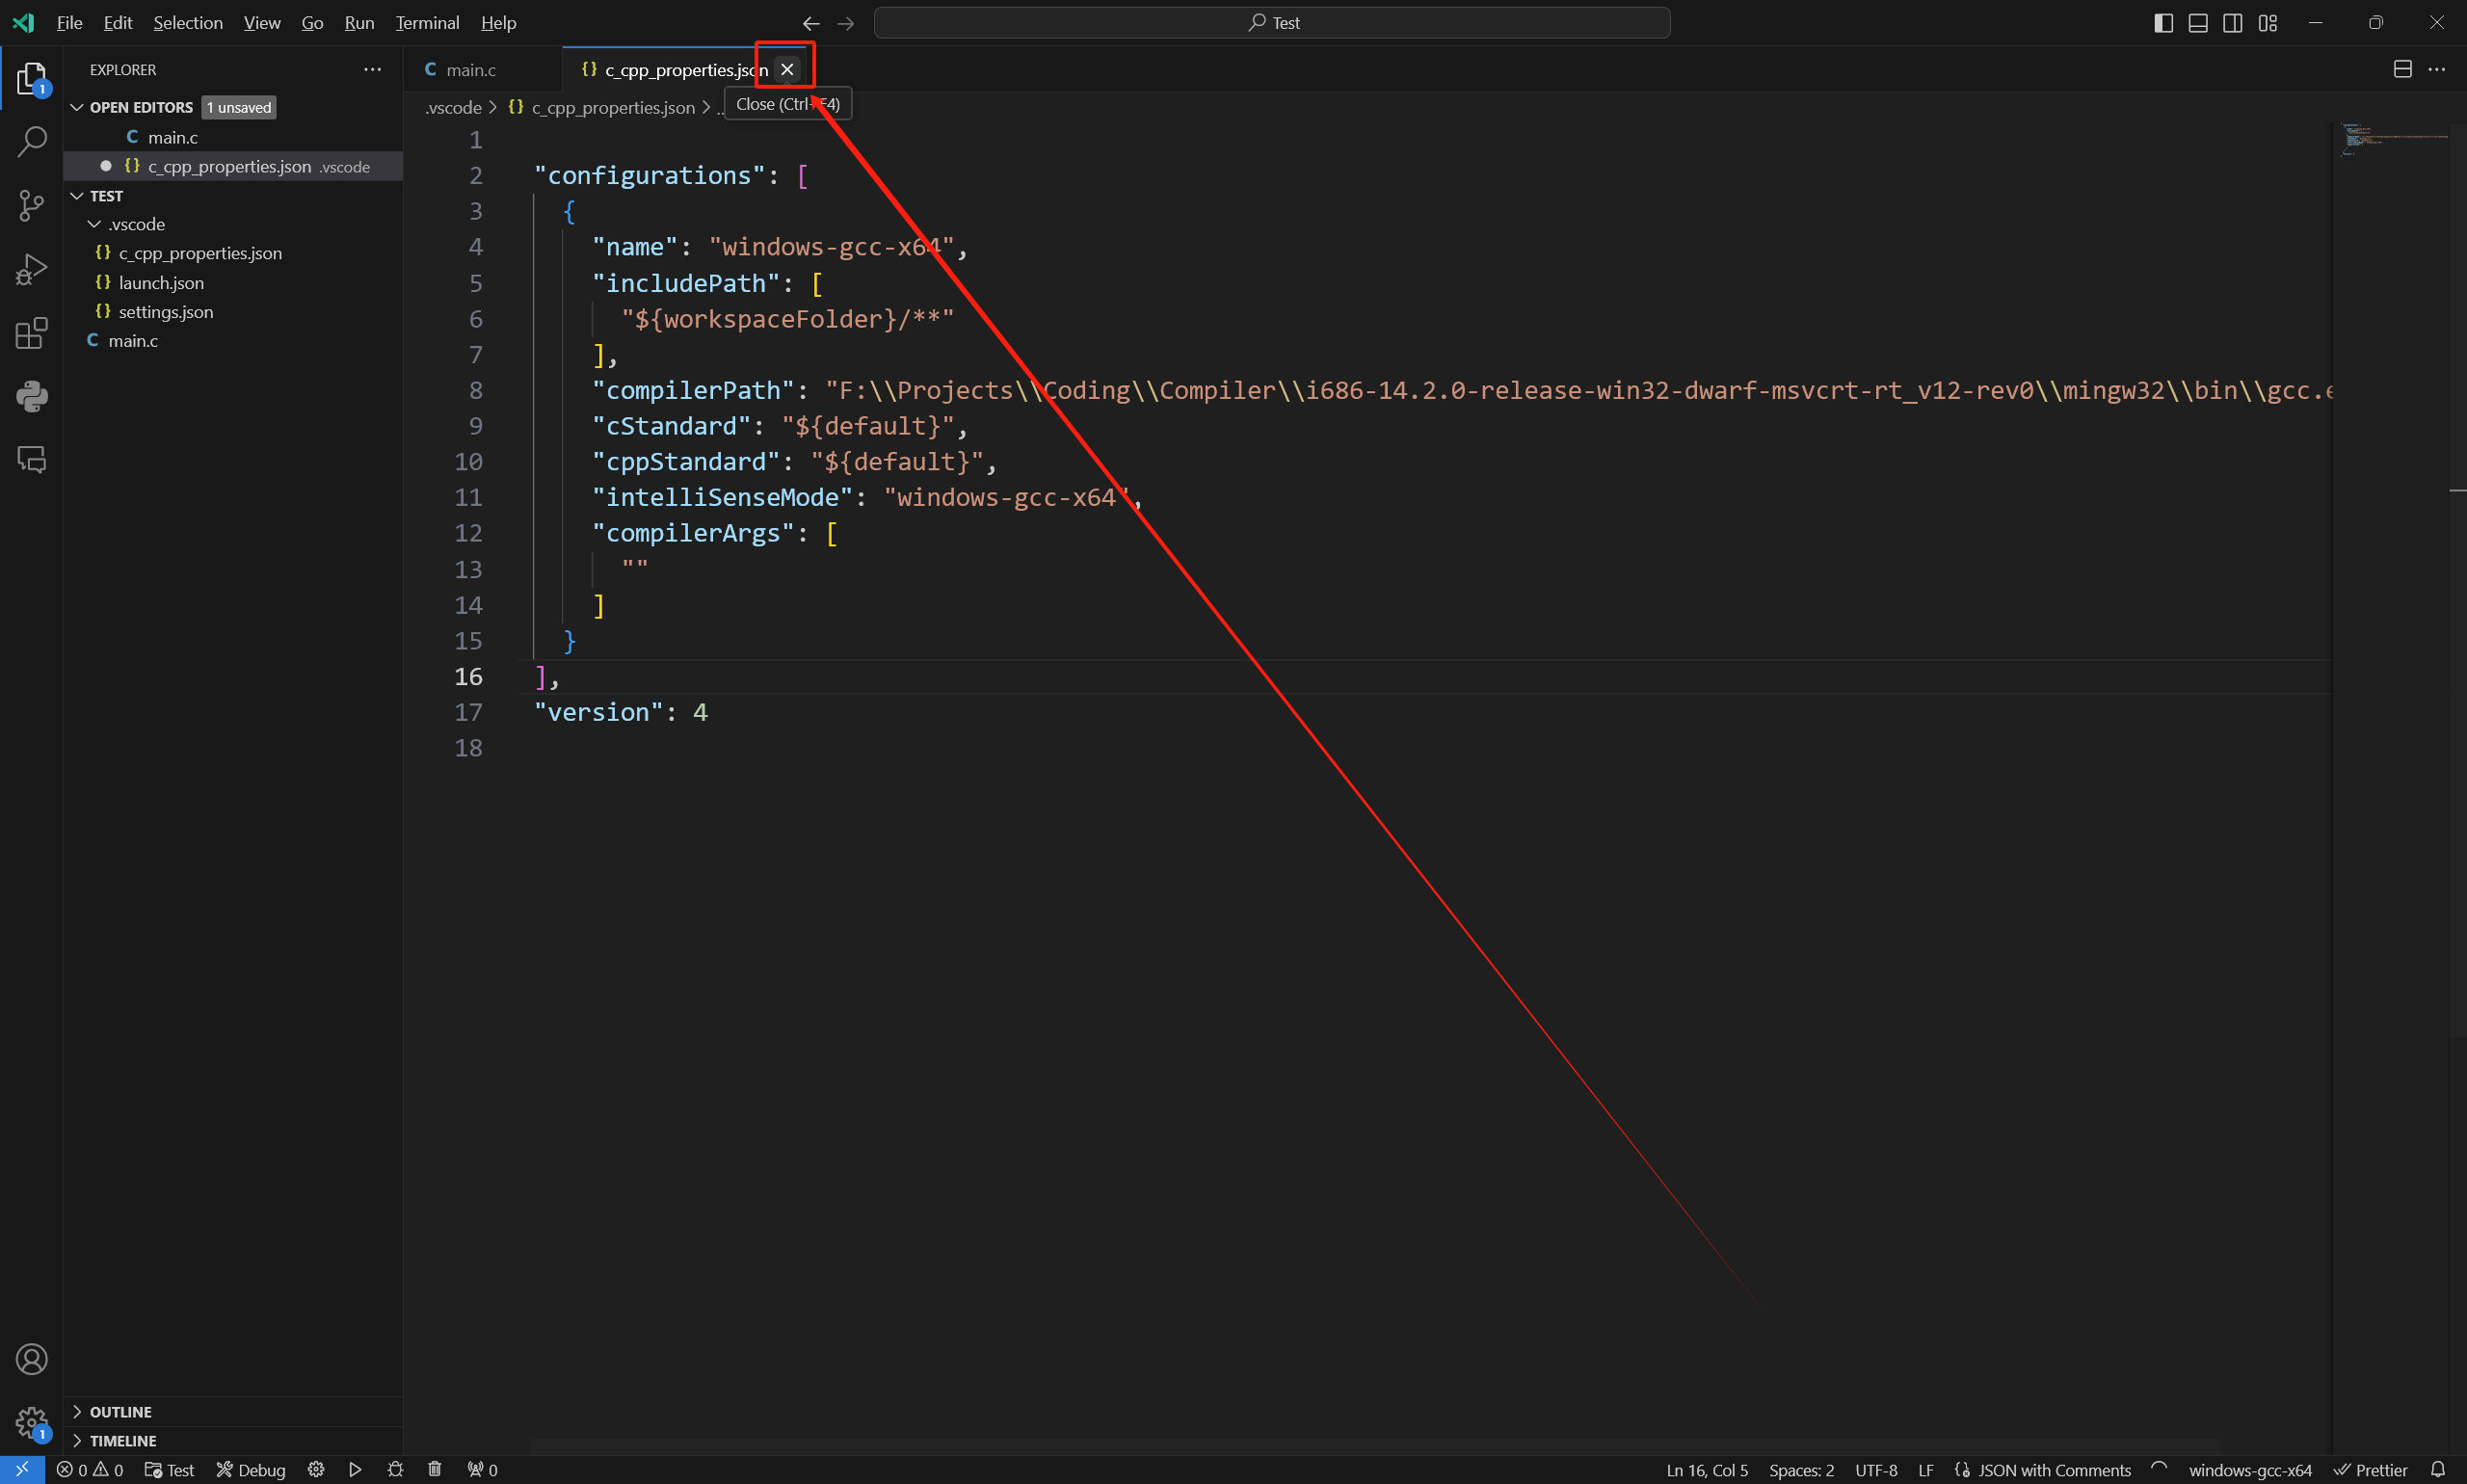 File Edit Selection View Go Run Terminal Help
Test
EXPLORER
OPEN EDITORS 1 unsaved
main.c
c_cpp_properties.json .vscode
TEST
.vscode
c_cpp_properties.json
launch.json
settings.json
main.c
OUTLINE
TIMELINE
C main.c {} c_cpp_properties.json
.vscode > {} c_cpp_properties.json > ..
Close (Ctrl+F4)
1
2 "configurations": [
3 {
4 "name": "windows-gcc-x64",
5 "includePath": [
6 "${workspaceFolder}/**"
7 ],
8 "compilerPath": "F:\\Projects\\Coding\\Compiler\\i686-14.2.0-release-win32-dwarf-msvcrt-rt_v12-rev0\\mingw32\\bin\\gcc.e
9 "cStandard": "${default}",
10 "cppStandard": "${default}",
11 "intelliSenseMode": "windows-gcc-x64",
12 "compilerArgs": [
13 ""
14 ]
15 }
16 ],
17 "version": 4
18
0 0 Test Debug 0 Ln 16, Col 5 Spaces: 2 UTF-8 LF JSON with Comments windows-gcc-x64 Prettier